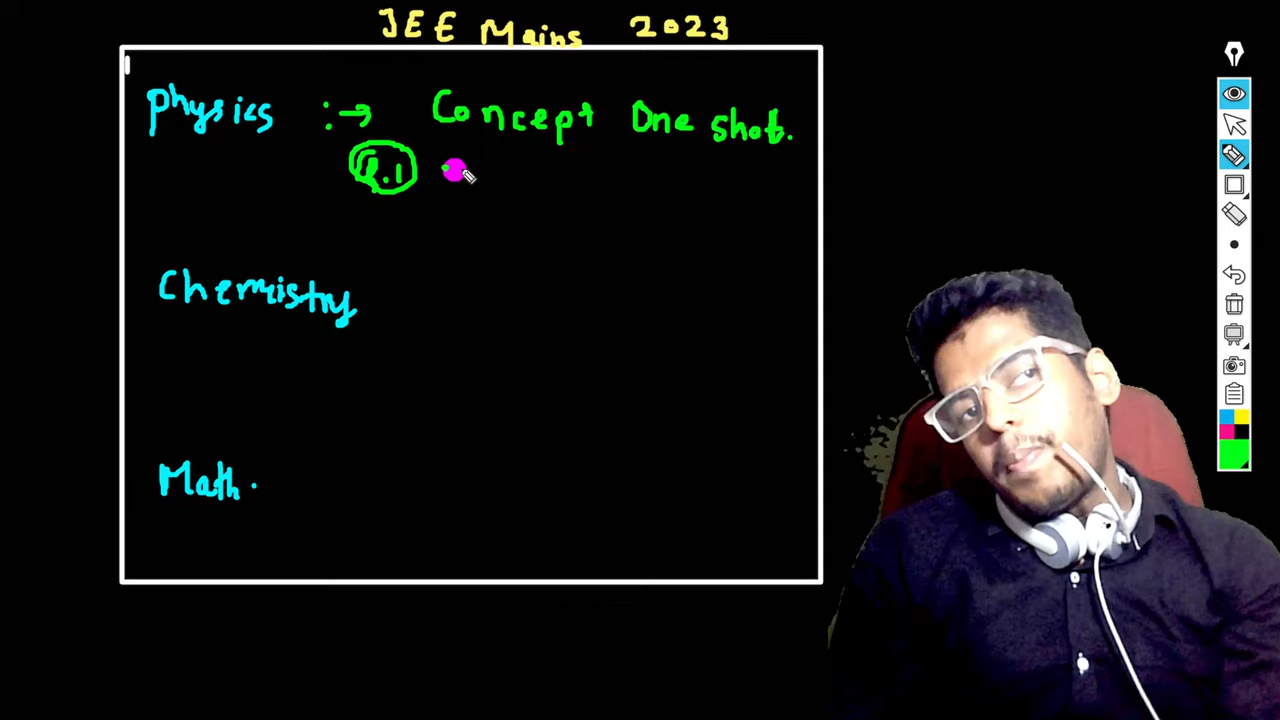 JEE Mains 2023
Physics :→ Concept One shot.
Q.1
Chemistry
Math.